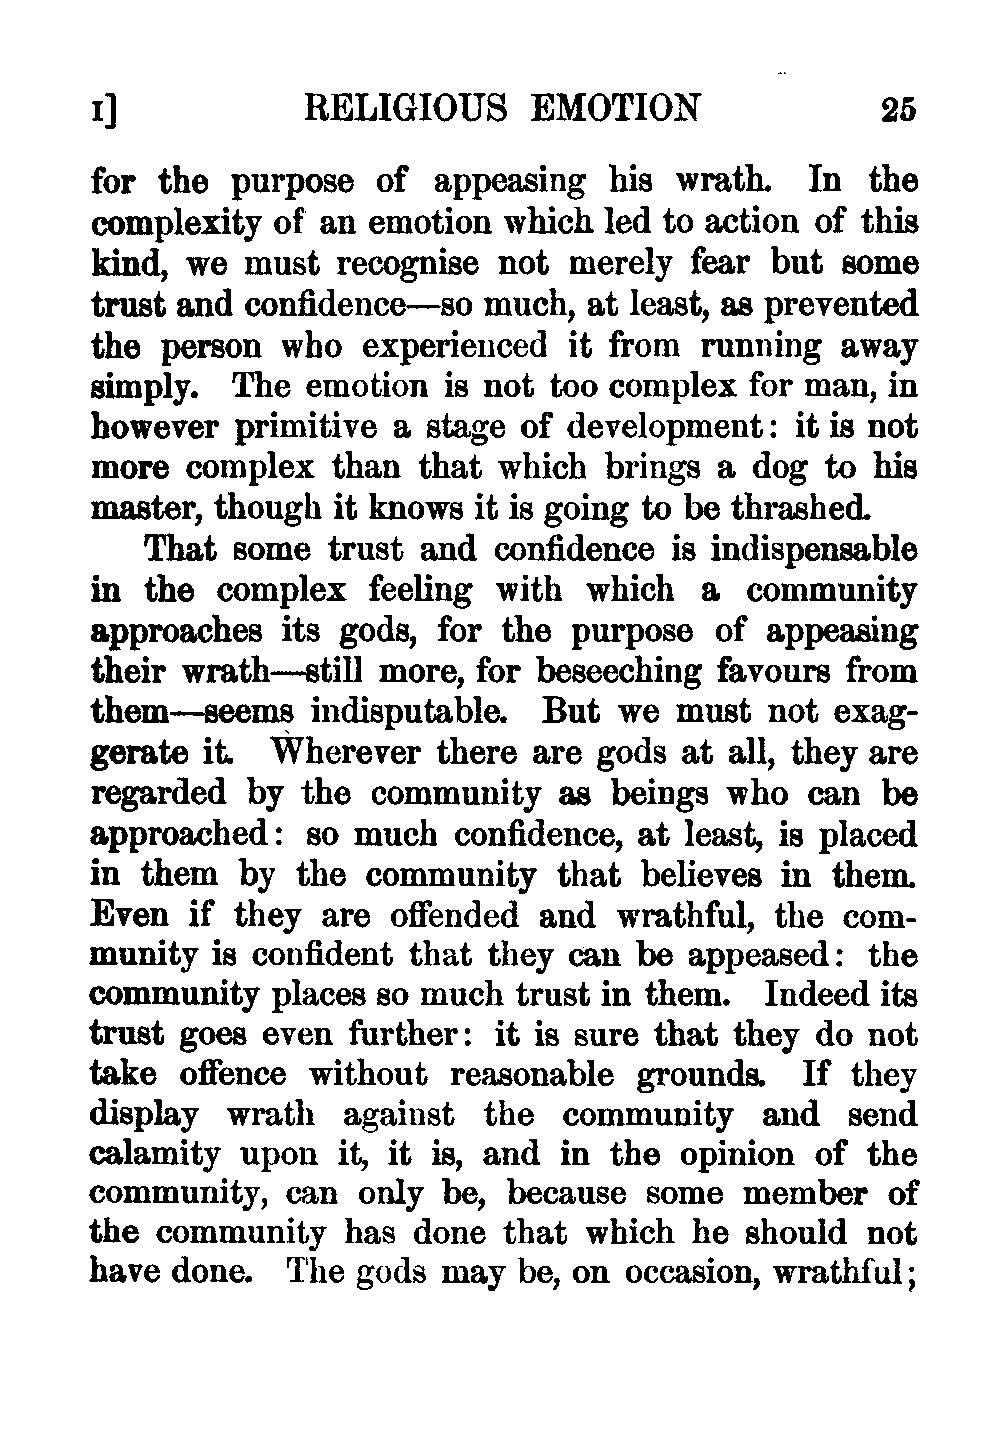 I] RELIGIOUS EMOTION 25
for the purpose of appeasing his wrath. In the
complexity of an emotion which led to action of this
kind, we must recognise not merely fear but some
trust and confidence—so much, at least, as prevented
the person who experienced it from running away
simply. The emotion is not too complex for man, in
however primitive a stage of development: it is not
more complex than that which brings a dog to his
master, though it knows it is going to be thrashed.
That some trust and confidence is indispensable
in the complex feeling with which a community
approaches its gods, for the purpose of appeasing
their wrath—still more, for beseeching favours from
them—seems indisputable. But we must not exag-
gerate it. Wherever there are gods at all, they are
regarded by the community as beings who can be
approached: so much confidence, at least, is placed
in them by the community that believes in them.
Even if they are offended and wrathful, the com-
munity is confident that they can be appeased: the
community places so much trust in them. Indeed its
trust goes even further: it is sure that they do not
take offence without reasonable grounds. If they
display wrath against the community and send
calamity upon it, it is, and in the opinion of the
community, can only be, because some member of
the community has done that which he should not
have done. The gods may be, on occasion, wrathful;